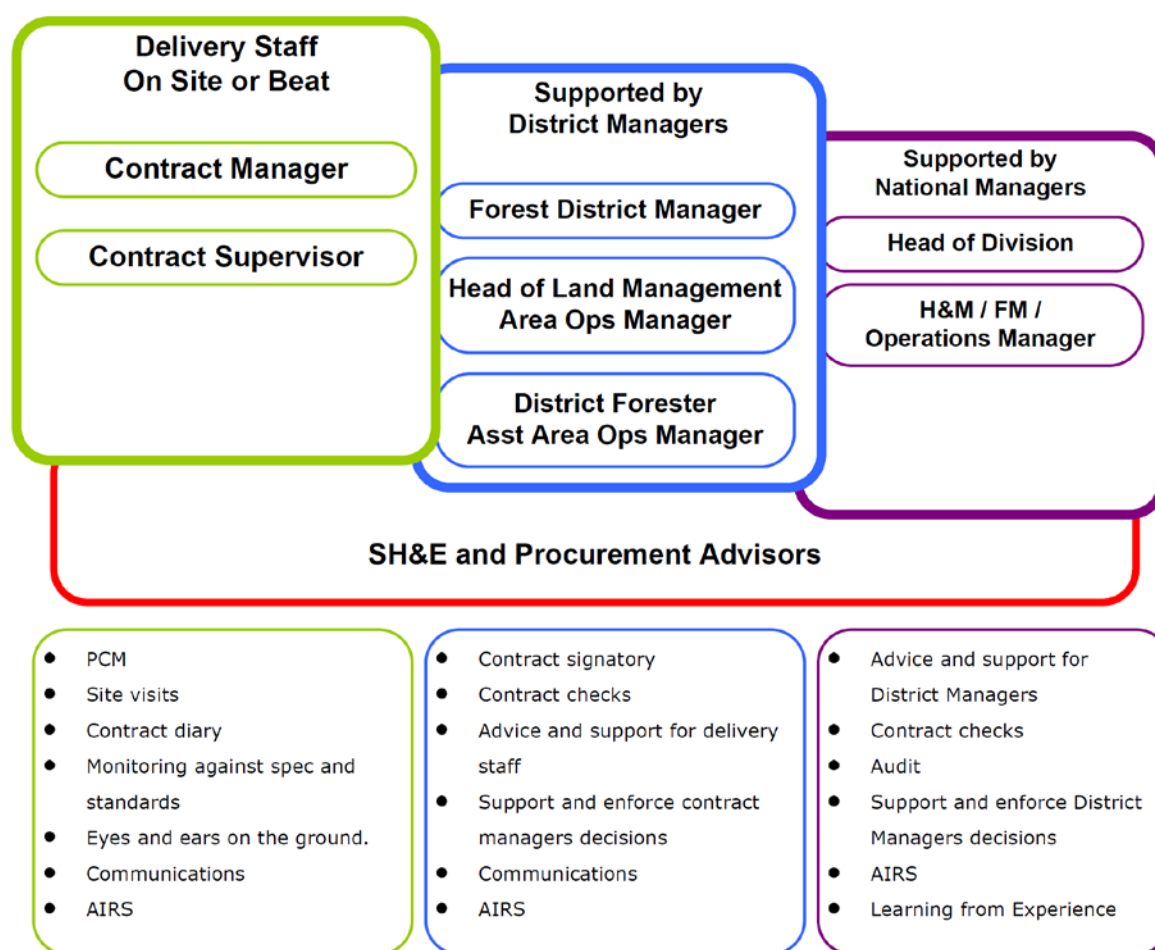 Delivery Staff
On Site or Beat
Contract Manager
Contract Supervisor
Supported by
District Managers
Forest District Manager
Head of Land Management
Area Ops Manager
District Forester
Asst Area Ops Manager
Supported by
National Managers
Head of Division
H&M / FM /
Operations Manager
SH&E and Procurement Advisors
● PCM
● Site visits
● Contract diary
● Monitoring against spec and
standards
● Eyes and ears on the ground.
● Communications
● AIRS
● Contract signatory
● Contract checks
● Advice and support for delivery
staff
● Support and enforce contract
managers decisions
● Communications
● AIRS
● Advice and support for
District Managers
● Contract checks
● Audit
● Support and enforce District
Managers decisions
● AIRS
● Learning from Experience